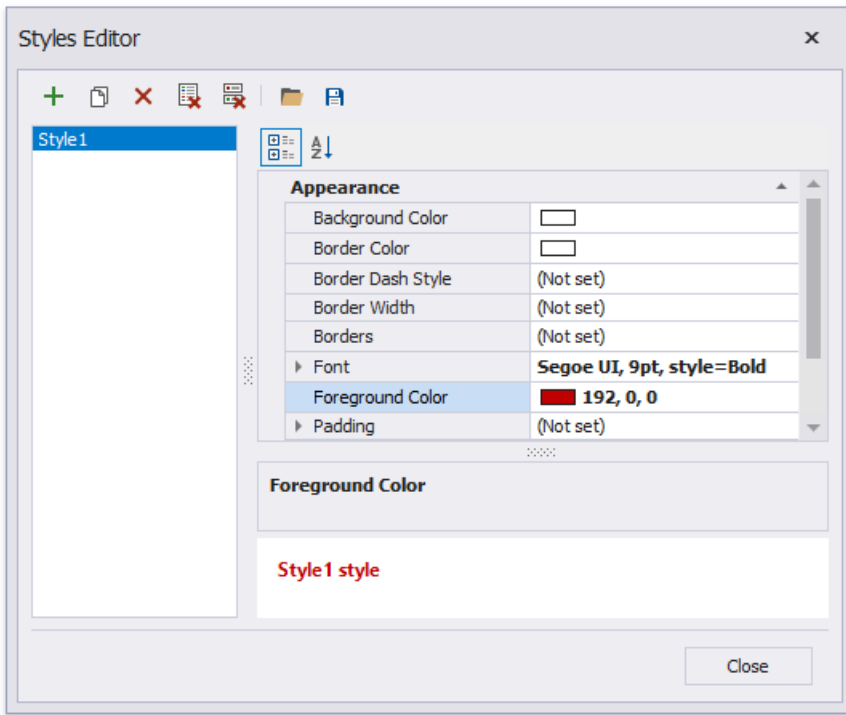 Styles Editor
Style1
Appearance
Background Color
Border Color
Border Dash Style (Not set)
Border Width (Not set)
Borders (Not set)
Font Segoe UI, 9pt, style=Bold
Foreground Color 192, 0, 0
Padding (Not set)
Foreground Color
Style1 style
Close